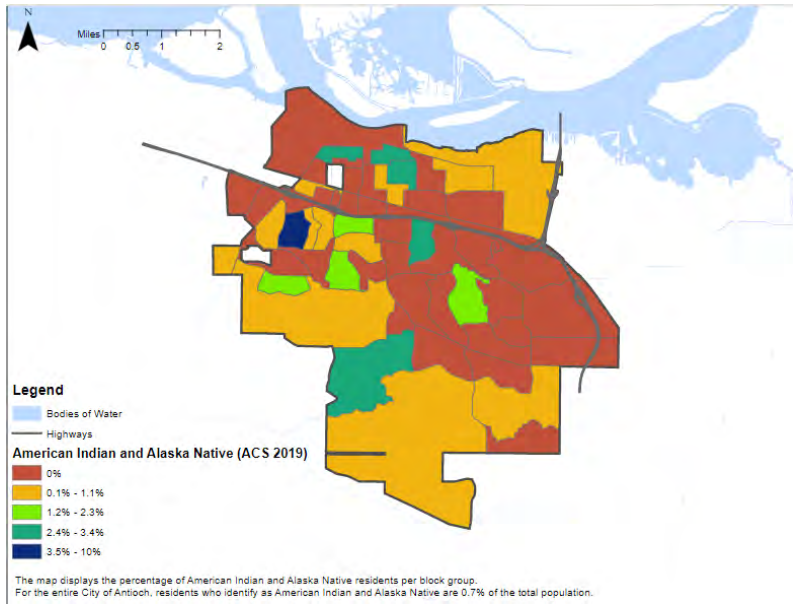 N
Miles
0 0.5 1 2
Legend
Bodies of Water
Highways
American Indian and Alaska Native (ACS 2019)
0%
0.1% - 1.1%
1.2% - 2.3%
2.4% - 3.4%
3.5% - 10%
The map displays the percentage of American Indian and Alaska Native residents per block group.
For the entire City of Antioch, residents who identify as American Indian and Alaska Native are 0.7% of the total population.